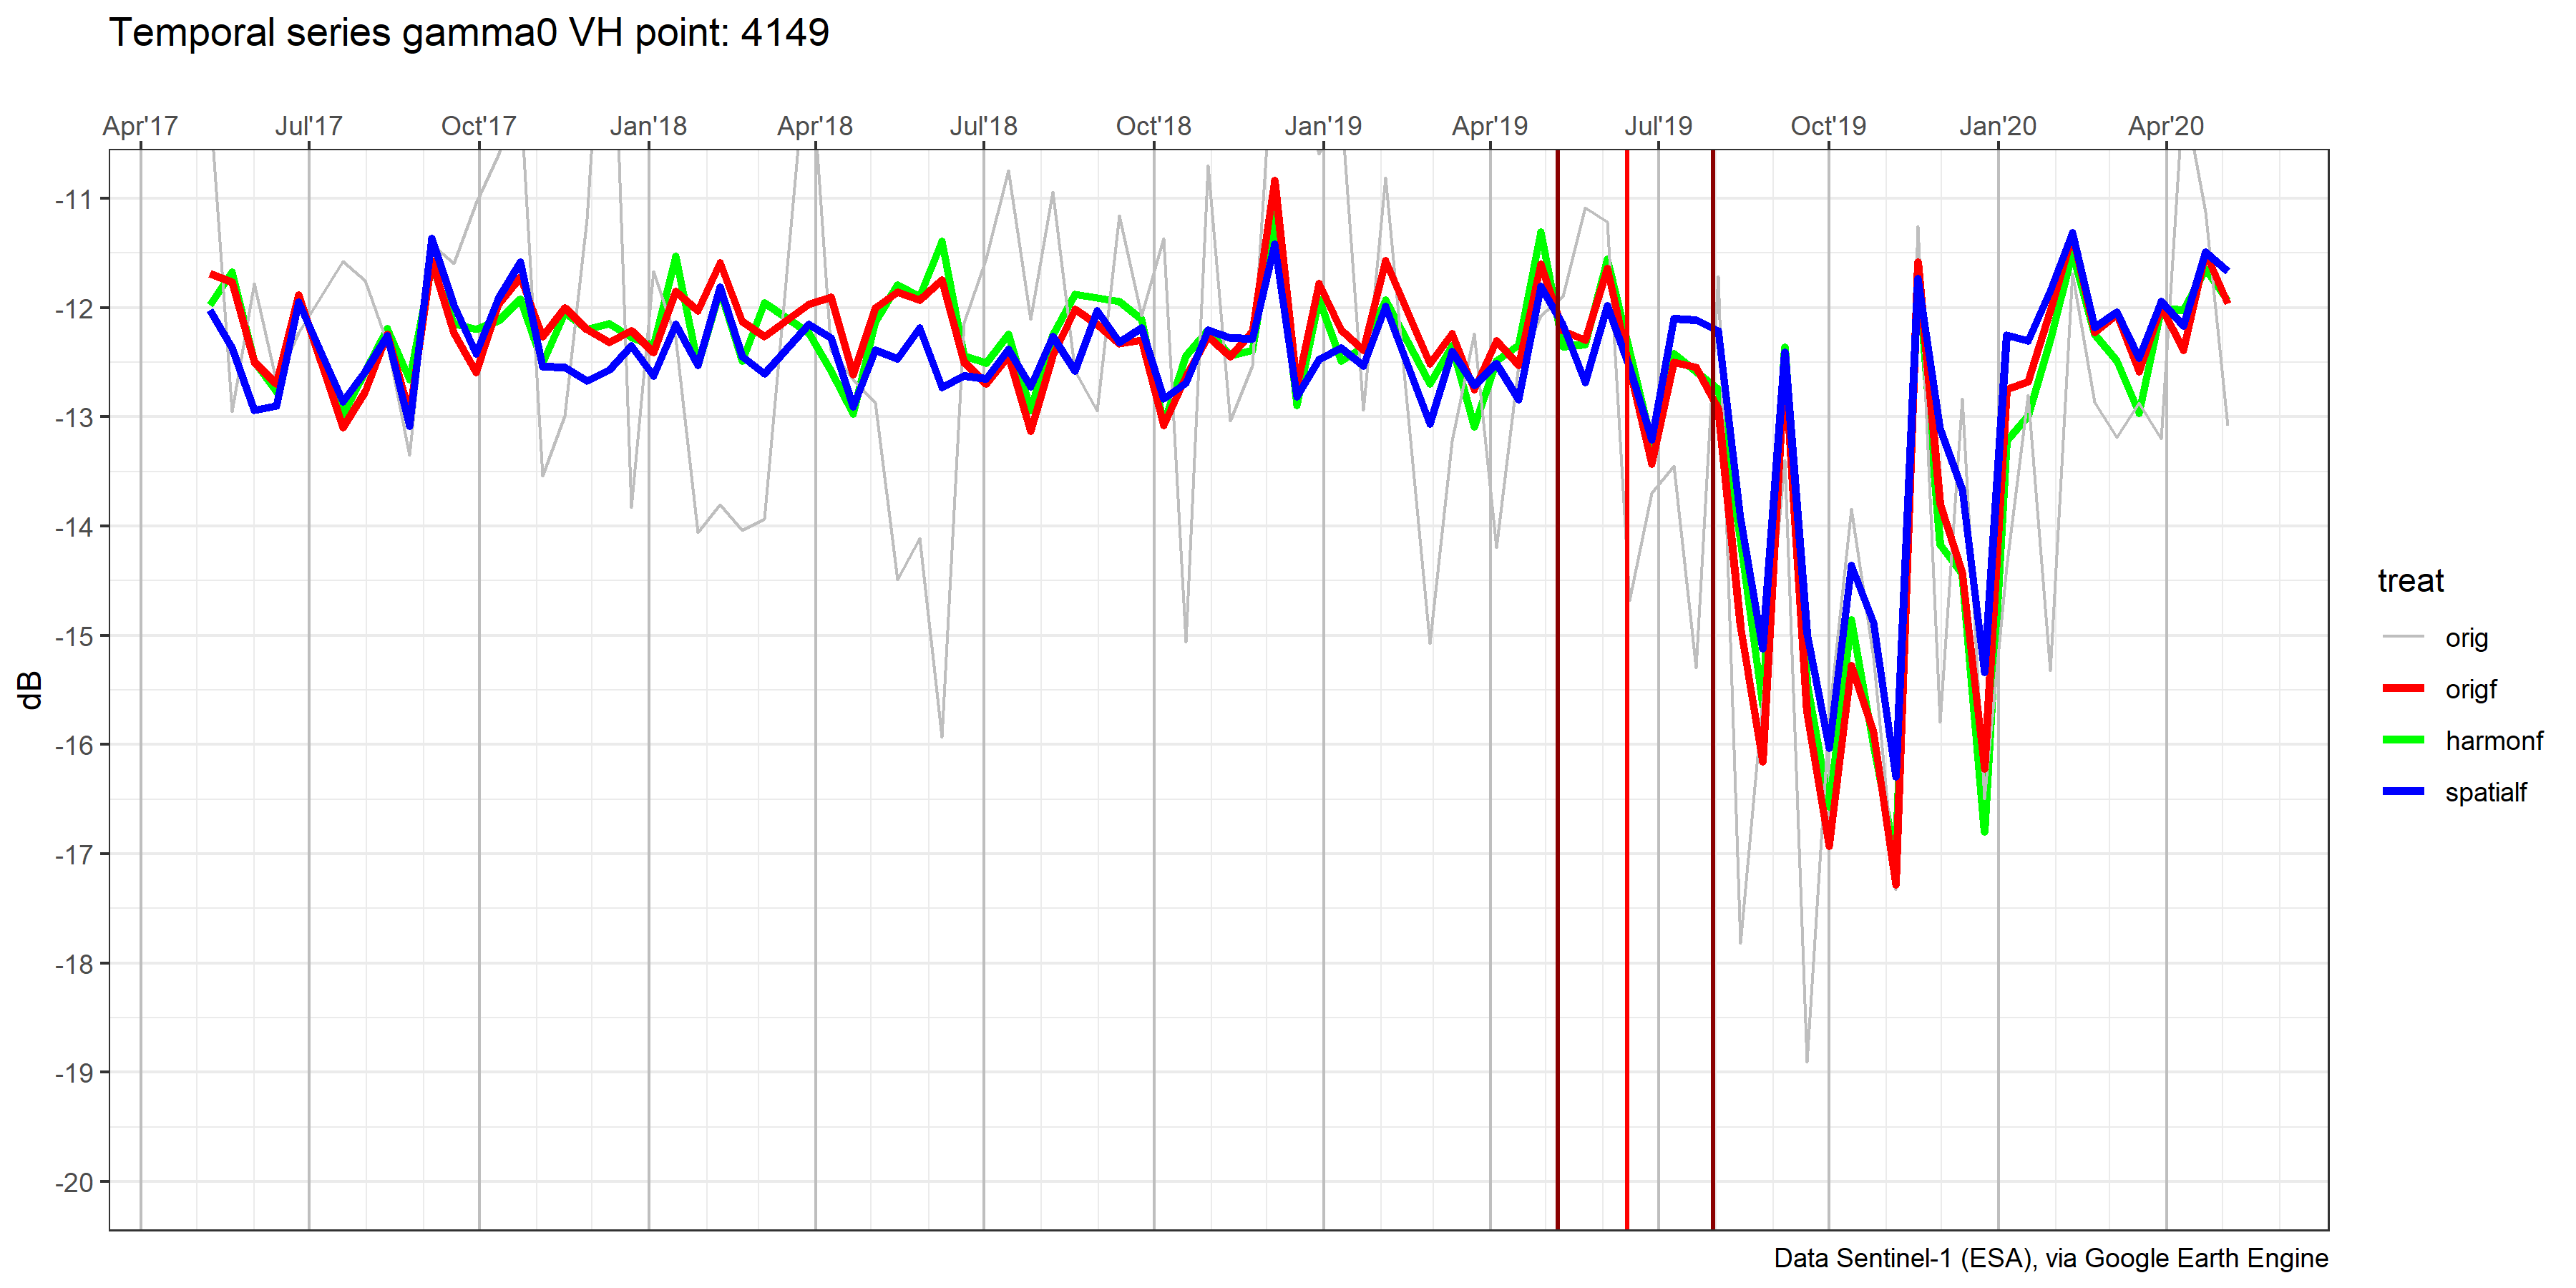 Temporal series gamma0 VH point: 4149
Apr'17 Jul'17 Oct'17 Jan'18 Apr'18 Jul'18 Oct'18 Jan'19 Apr'19 Jul'19 Oct'19 Jan'20 Apr'20
-11
-12
-13
-14
-15
-16
-17
-18
-19
-20
dB
treat
orig
origf
harmonf
spatialf
Data Sentinel-1 (ESA), via Google Earth Engine